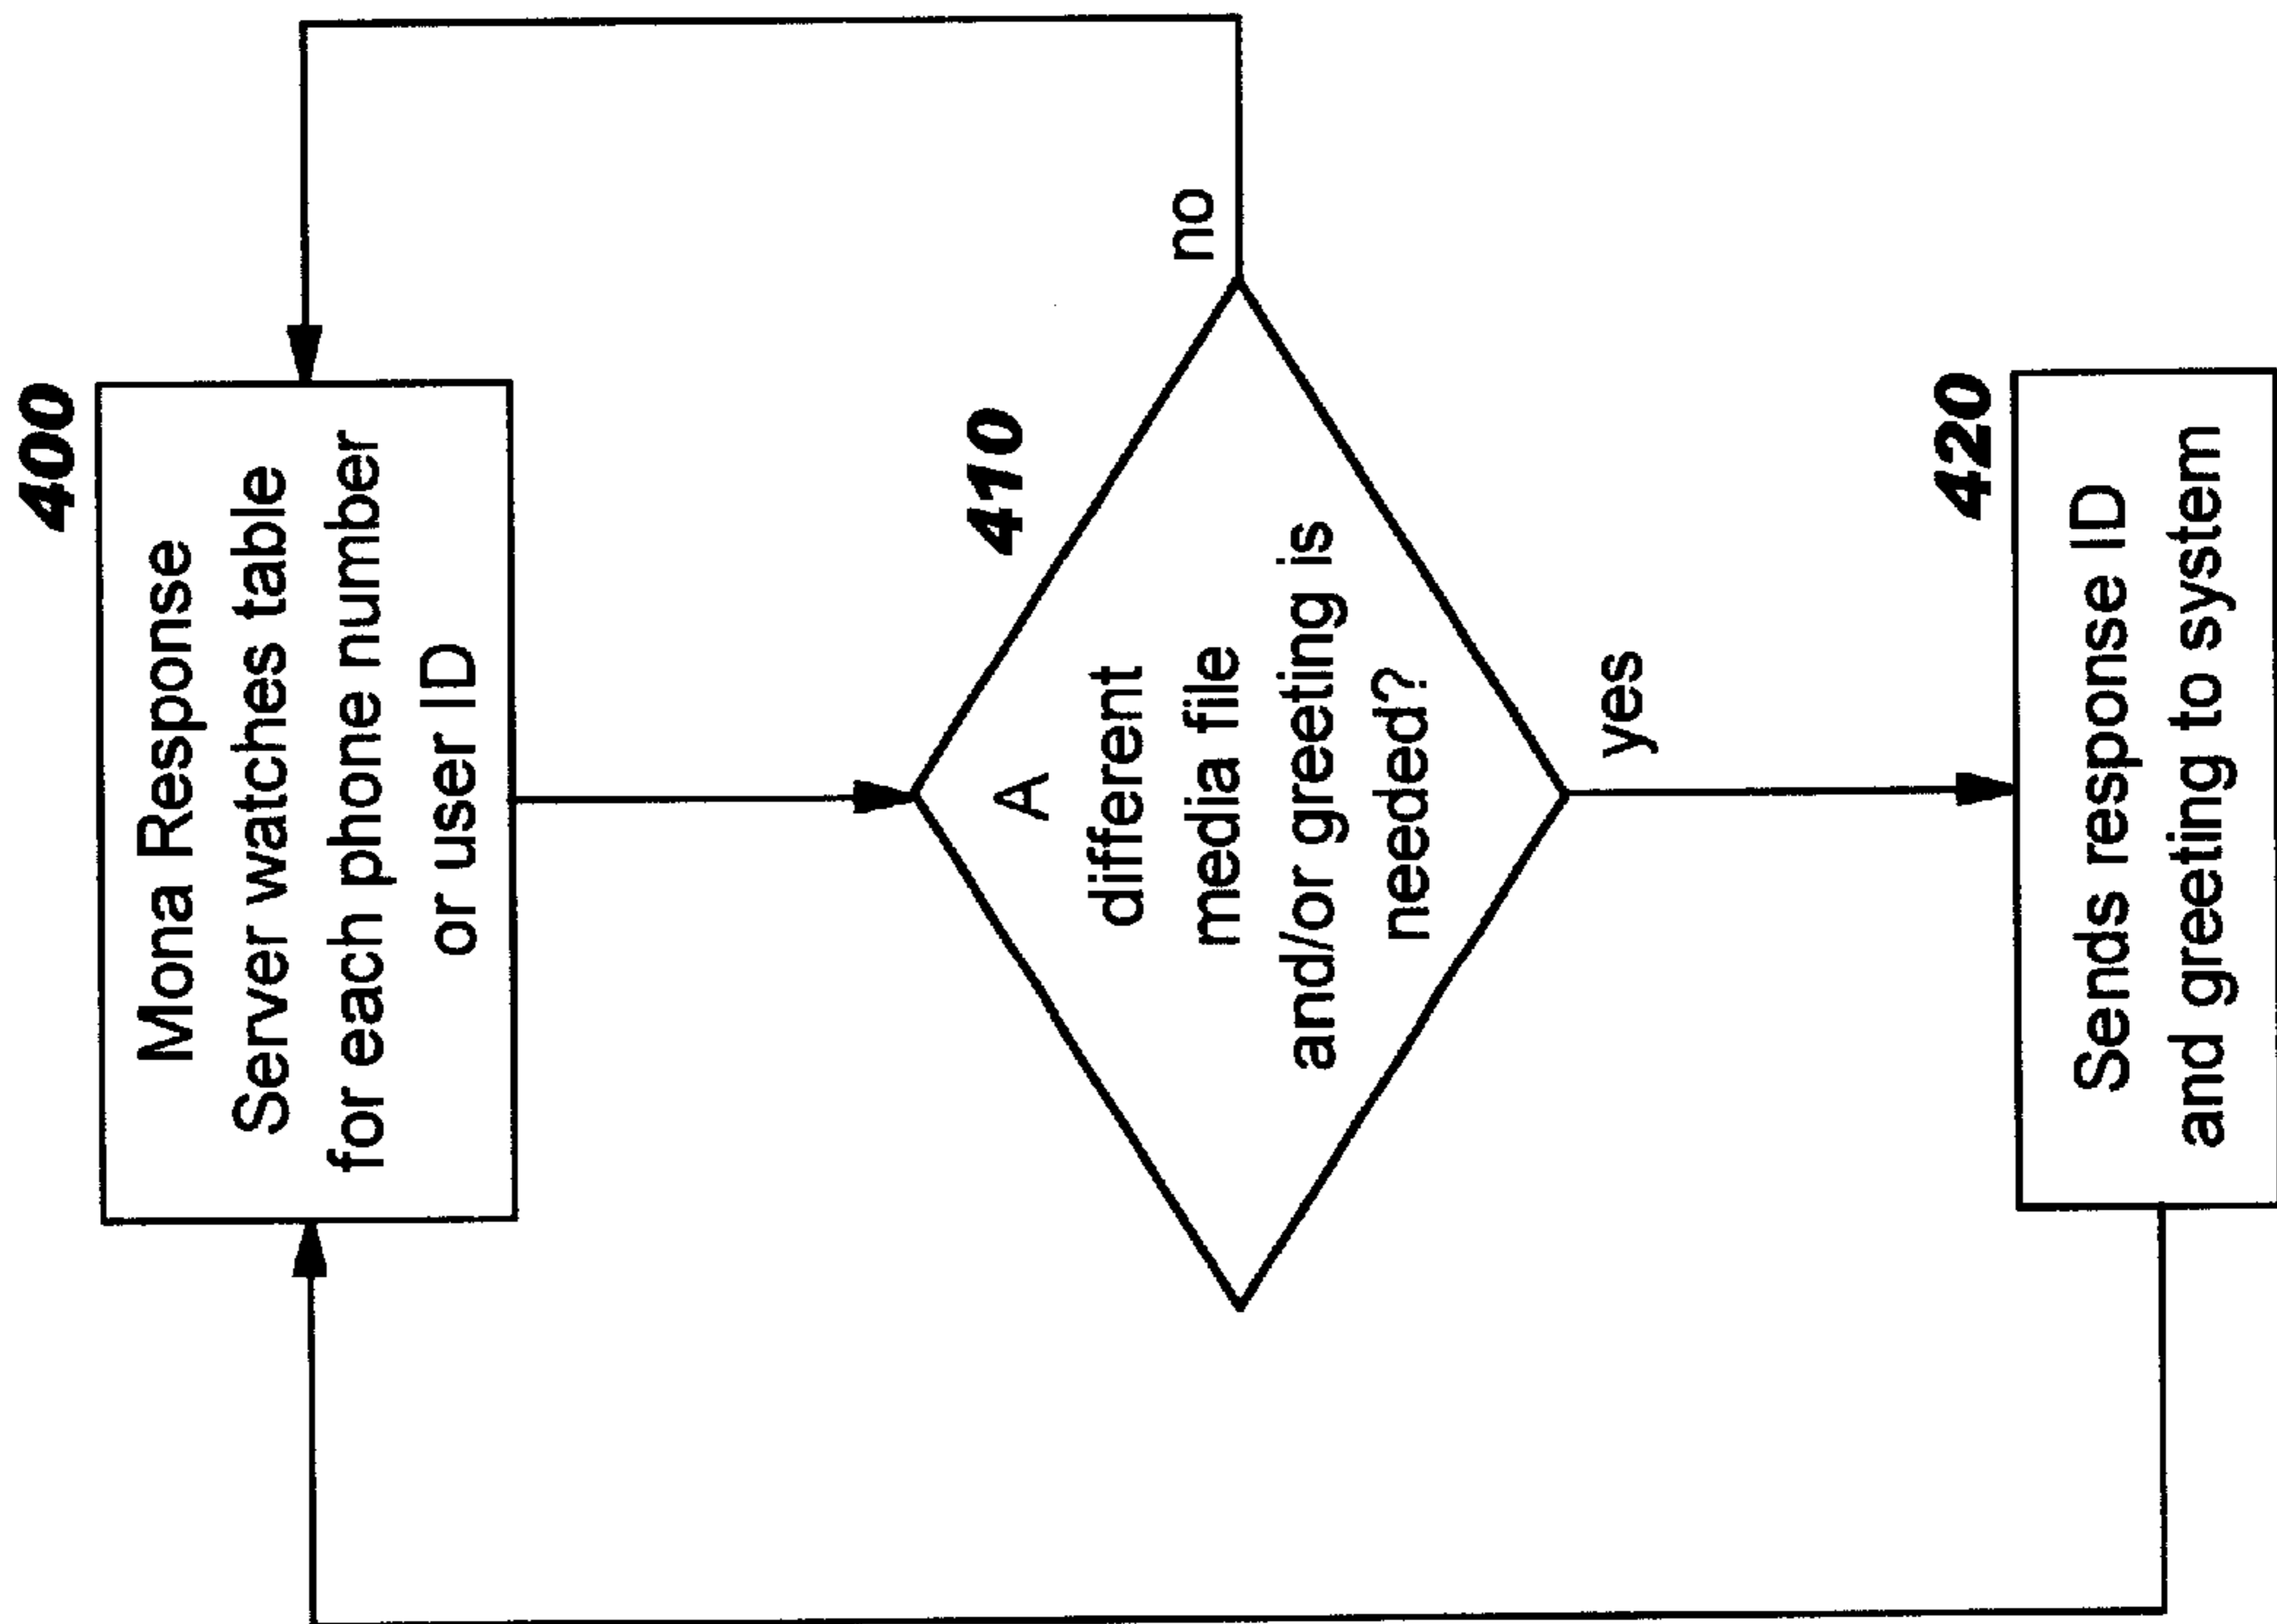 400
Mona Response
Server watches table
for each phone number
or user ID
410
A
different
media file
and/or greeting is
needed?
no
yes
420
Sends response ID
and greeting to system